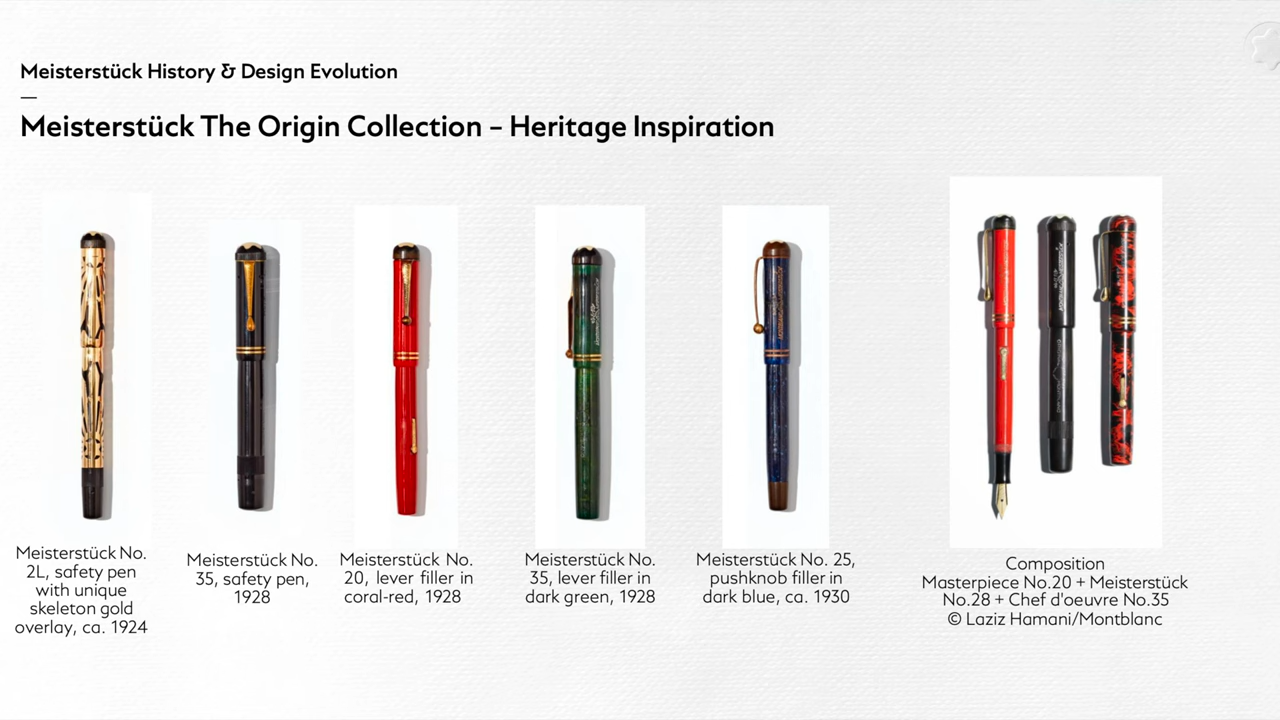 Meisterstück History & Design Evolution
Meisterstück The Origin Collection – Heritage Inspiration
Meisterstück No.
2L, safety pen
with unique
skeleton gold
overlay, ca. 1924
Meisterstück No.
35, safety pen,
1928
Meisterstück No.
20, lever filler in
coral-red, 1928
Meisterstück No.
35, lever filler in
dark green, 1928
Meisterstück No. 25,
pushknob filler in
dark blue, ca. 1930
Composition
Masterpiece No.20 + Meisterstück
No.28 + Chef d'oeuvre No.35
© Laziz Hamani/Montblanc